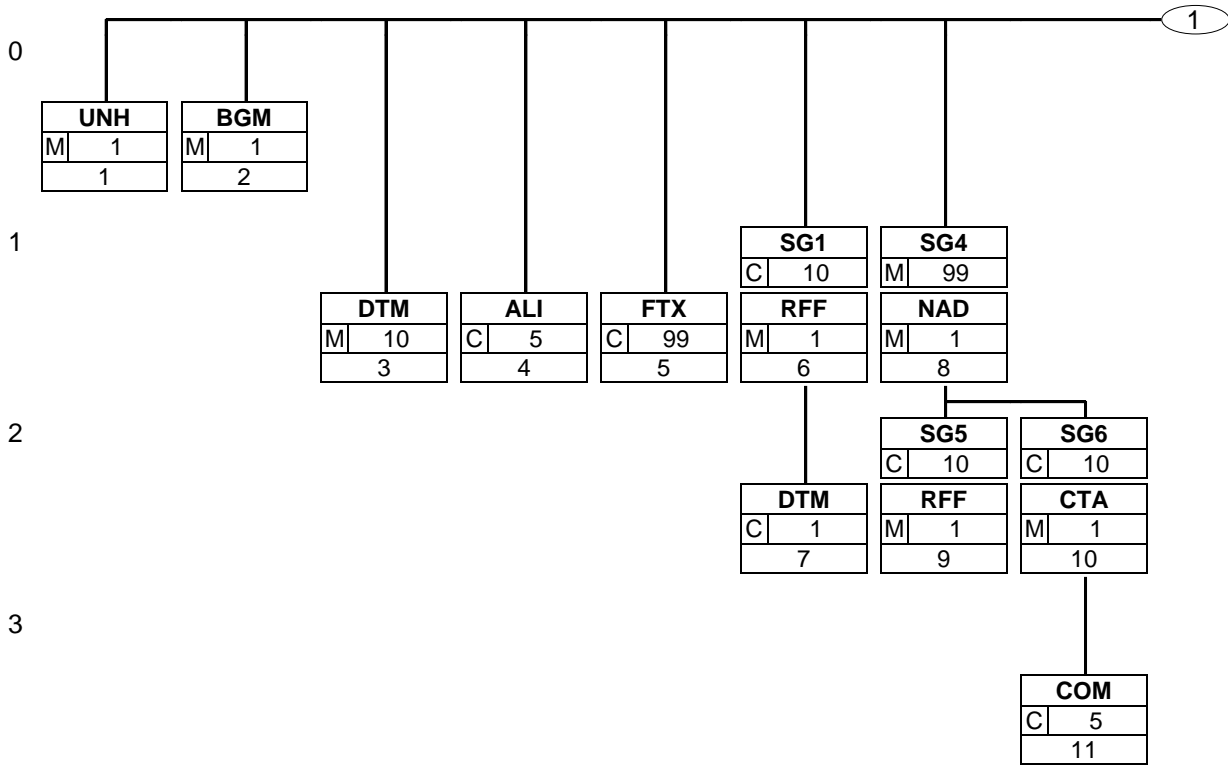 1
0
UNH BGM
M 1 M 1
1 2
1
SG1 SG4
C 10 M 99
DTM ALI FTX RFF NAD
M 10 C 5 C 99 M 1 M 1
3 4 5 6 8
2
SG5 SG6
C 10 C 10
DTM RFF CTA
C 1 M 1 M 1
7 9 10
3
COM
C 5
11